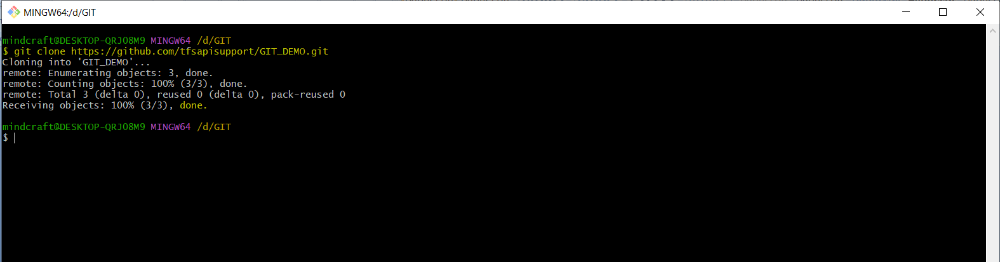 MINGW64:/d/GIT
mindcraft@DESKTOP-QRJO8M9 MINGW64 /d/GIT
$ git clone https://github.com/tfsapisupport/GIT_DEMO.git
Cloning into 'GIT_DEMO'...
remote: Enumerating objects: 3, done.
remote: Counting objects: 100% (3/3), done.
remote: Total 3 (delta 0), reused 0 (delta 0), pack-reused 0
Receiving objects: 100% (3/3), done.
mindcraft@DESKTOP-QRJO8M9 MINGW64 /d/GIT
$